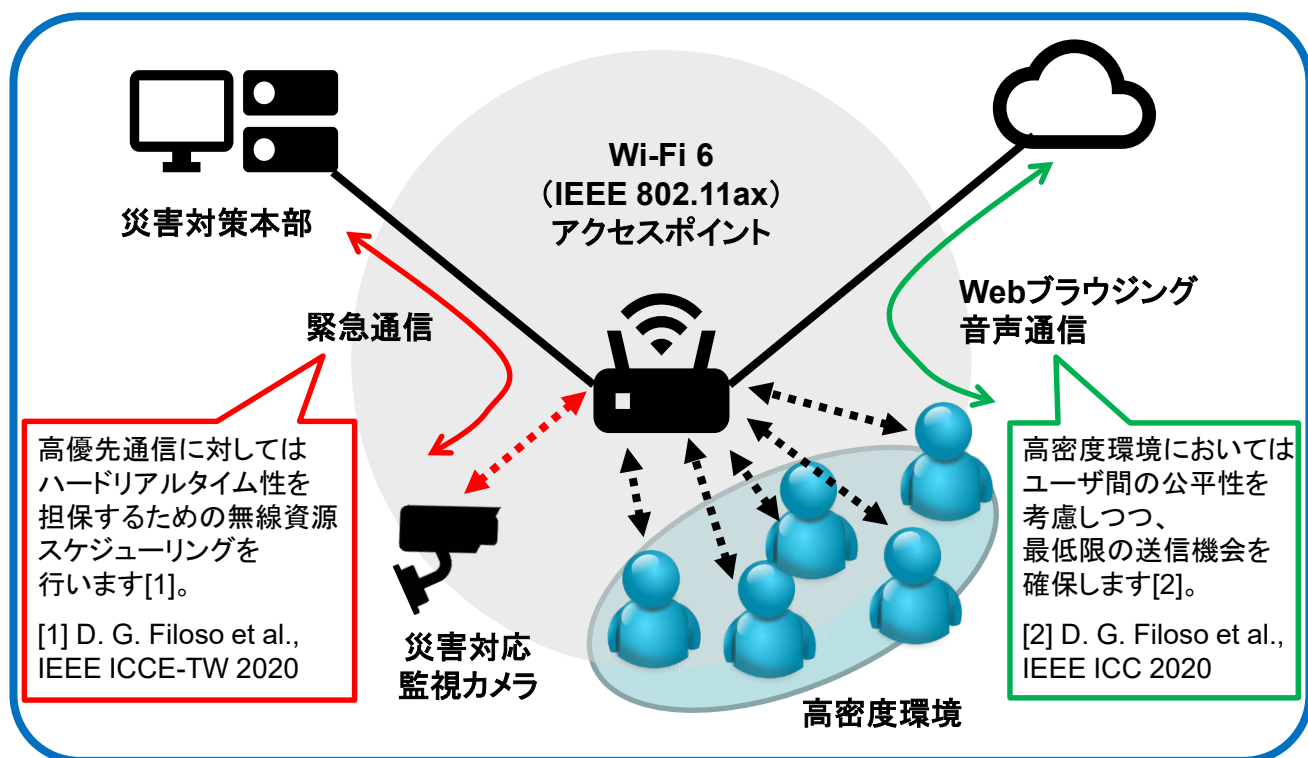 Wi-Fi 6
（IEEE 802.11ax）
アクセスポイント
災害対策本部
緊急通信
Webブラウジング
音声通信
高優先通信に対しては
ハードリアルタイム性を
担保するための無線資源
スケジューリングを
行います[1]。
[1] D. G. Filoso et al.,
IEEE ICCE-TW 2020
高密度環境においては
ユーザ間の公平性を
考慮しつつ、
最低限の送信機会を
確保します[2]。
[2] D. G. Filoso et al.,
IEEE ICC 2020
災害対応
監視カメラ
高密度環境